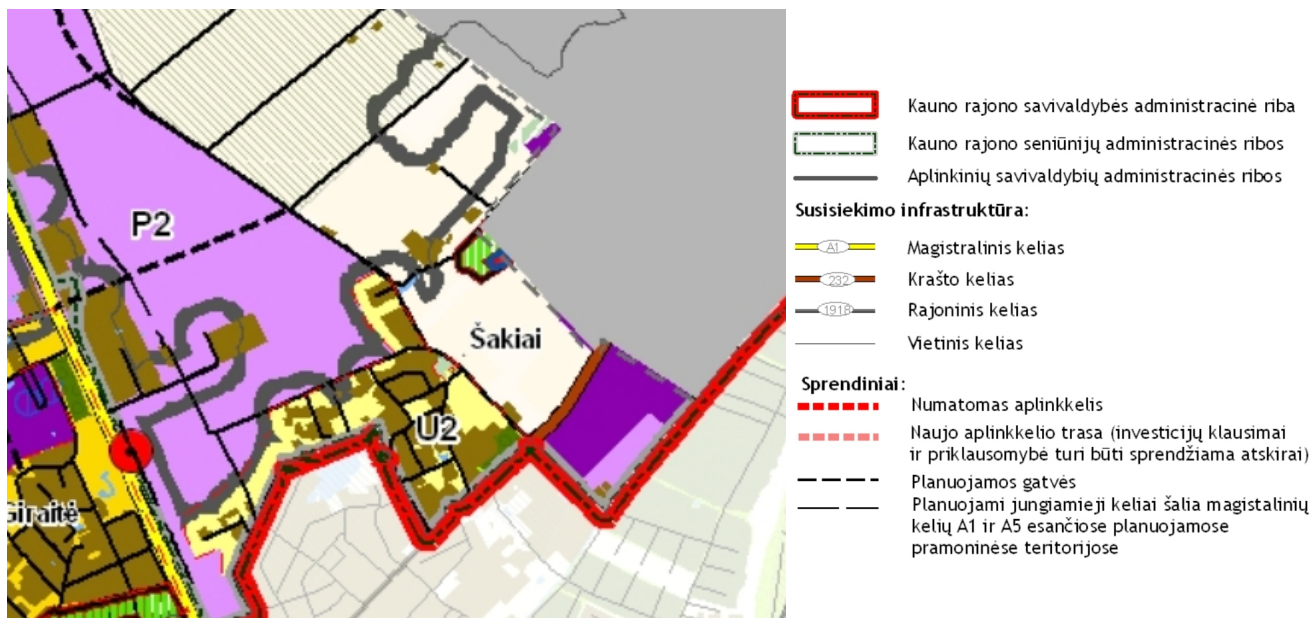 P2
Šakiai
U2
Giraitė
Kauno rajono savivaldybės administracinė riba
Kauno rajono seniūnijų administracinės ribos
Aplinkinių savivaldybių administracinės ribos
Susisiekimo infrastruktūra:
A1 Magistralinis kelias
232 Krašto kelias
1918 Rajoninis kelias
Vietinis kelias
Sprendiniai:
Numatomas aplinkkelis
Naujo aplinkkelio trasa (investicijų klausimai
ir priklausomybė turi būti sprendžiama atskirai)
Planuojamos gatvės
Planuojami jungiamieji keliai šalia magistalinių
kelių A1 ir A5 esančiose planuojamose
pramoninėse teritorijose